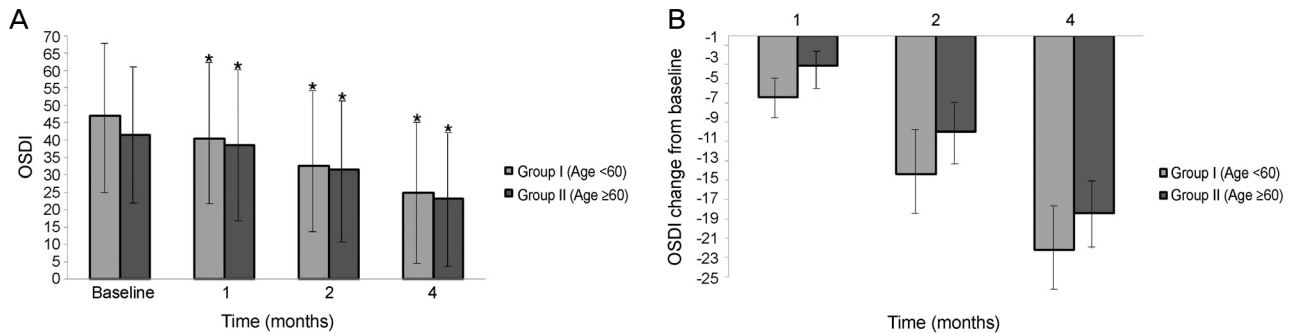 A
OSDI
70
65
60
55
50
45
40
35
30
25
20
15
10
5
0
* * * * * *
Baseline 1 2 4
Time (months)
Group I (Age <60)
Group II (Age ≥60)
B
1 2 4
OSDI change from baseline
-1
-3
-5
-7
-9
-11
-13
-15
-17
-19
-21
-23
-25
Time (months)
Group I (Age <60)
Group II (Age ≥60)